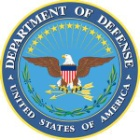 DEPARTMENT OF DEFENSE
UNITED STATES OF AMERICA